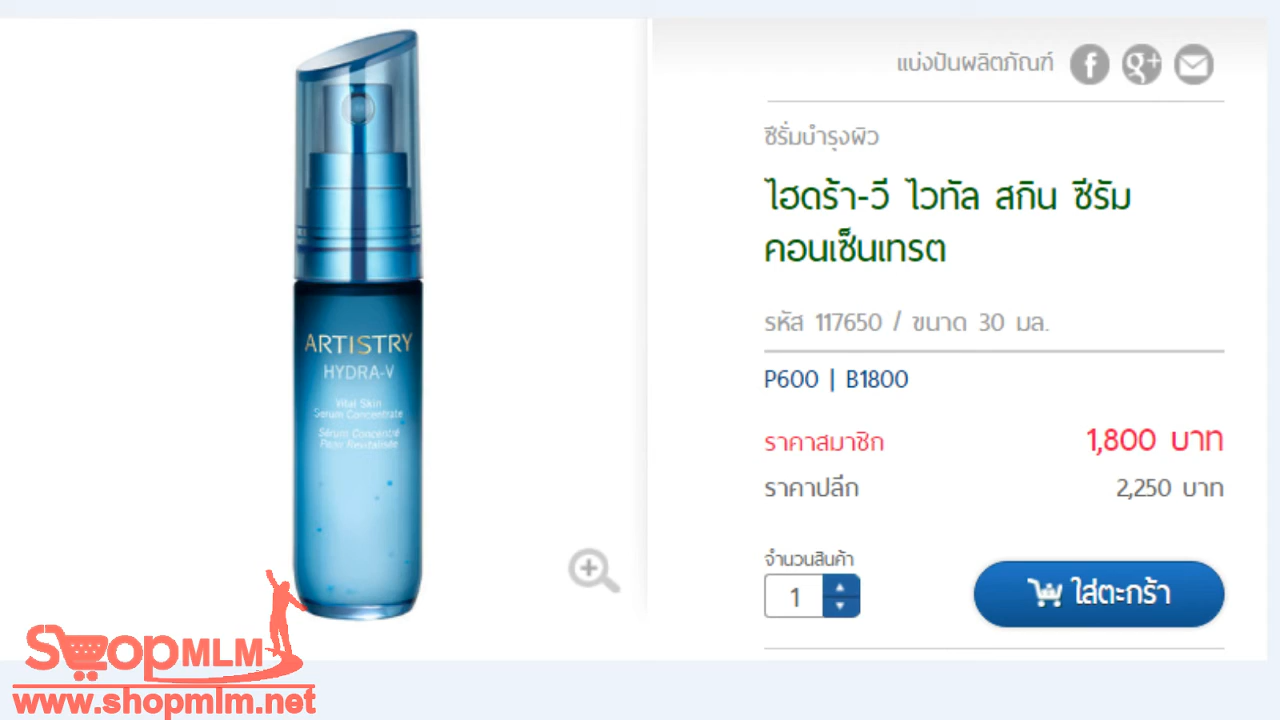 แบ่งปันผลิตภัณฑ์
ซีรั่มบำรุงผิว
ไฮดร้า-วี ไวทัล สกิน ซีรัม
คอนเซ็นเทรต
รหัส 117650 / ขนาด 30 มล.
P600 | B1800
ราคาสมาชิก 1,800 บาท
ราคาปลีก 2,250 บาท
จำนวนสินค้า
1
ใส่ตะกร้า
ARTISTRY
HYDRA-V
Vital Skin
Serum Concentrate
Sérum Concentré
Peau Revitalisée
ShopMLM
www.shopmlm.net